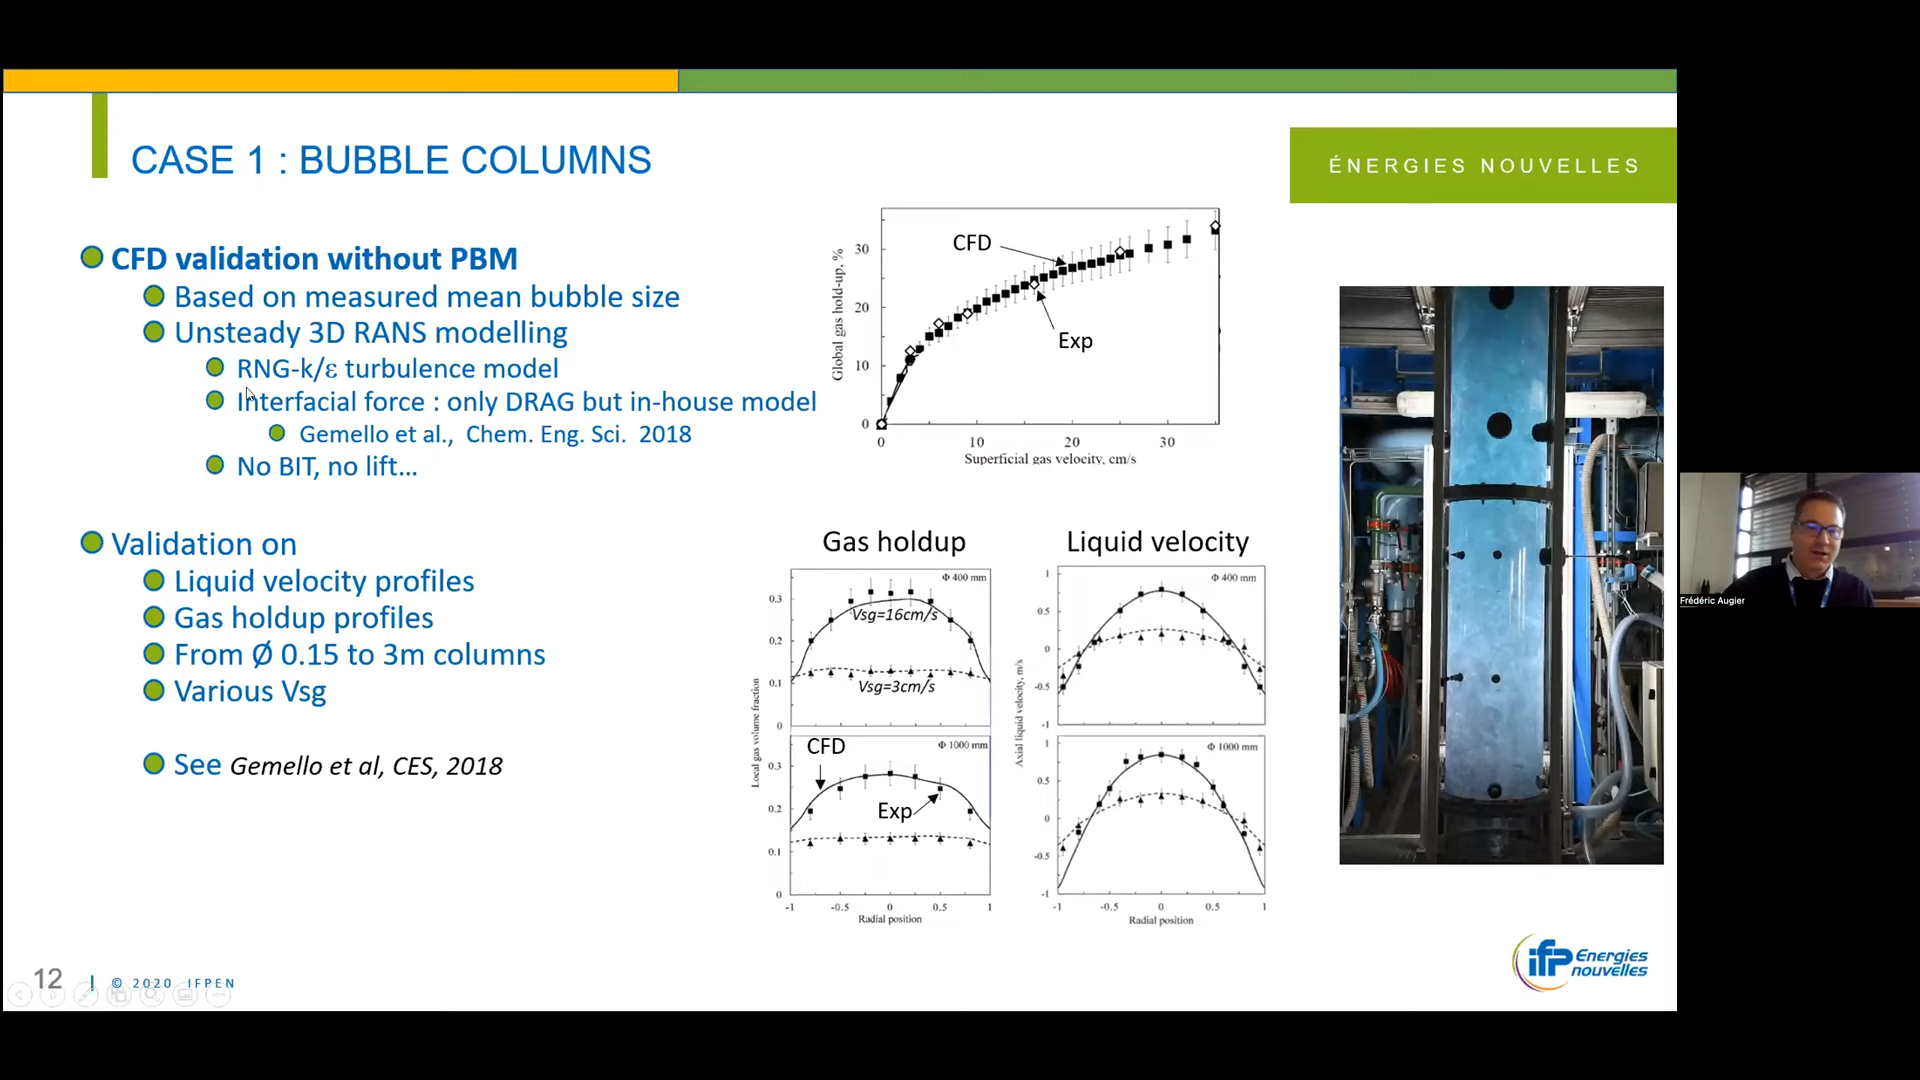 CASE 1 : BUBBLE COLUMNS
ÉNERGIES NOUVELLES
CFD validation without PBM
Based on measured mean bubble size
Unsteady 3D RANS modelling
RNG-k/ε turbulence model
Interfacial force : only DRAG but in-house model
Gemello et al., Chem. Eng. Sci. 2018
No BIT, no lift...
Validation on
Liquid velocity profiles
Gas holdup profiles
From Ø 0.15 to 3m columns
Various Vsg
See Gemello et al, CES, 2018
Global gas hold-up, %
30
20
10
0
CFD
Exp
0 10 20 30
Superficial gas velocity, cm/s
Gas holdup
Local gas volume fraction
Φ 400 mm
0.3
0.2
0.1
0
Vsg=16cm/s
Vsg=3cm/s
Φ 1000 mm
CFD
Exp
0.3
0.2
0.1
0
-1 -0.5 0 0.5 1
Radial position
Liquid velocity
Axial liquid velocity, m/s
Φ 400 mm
1
0.5
0
-0.5
-1
Φ 1000 mm
1
0.5
0
-0.5
-1
-1 -0.5 0 0.5 1
Radial position
Frédéric Augier
12 | © 2020 IFPEN
ifp Energies
nouvelles